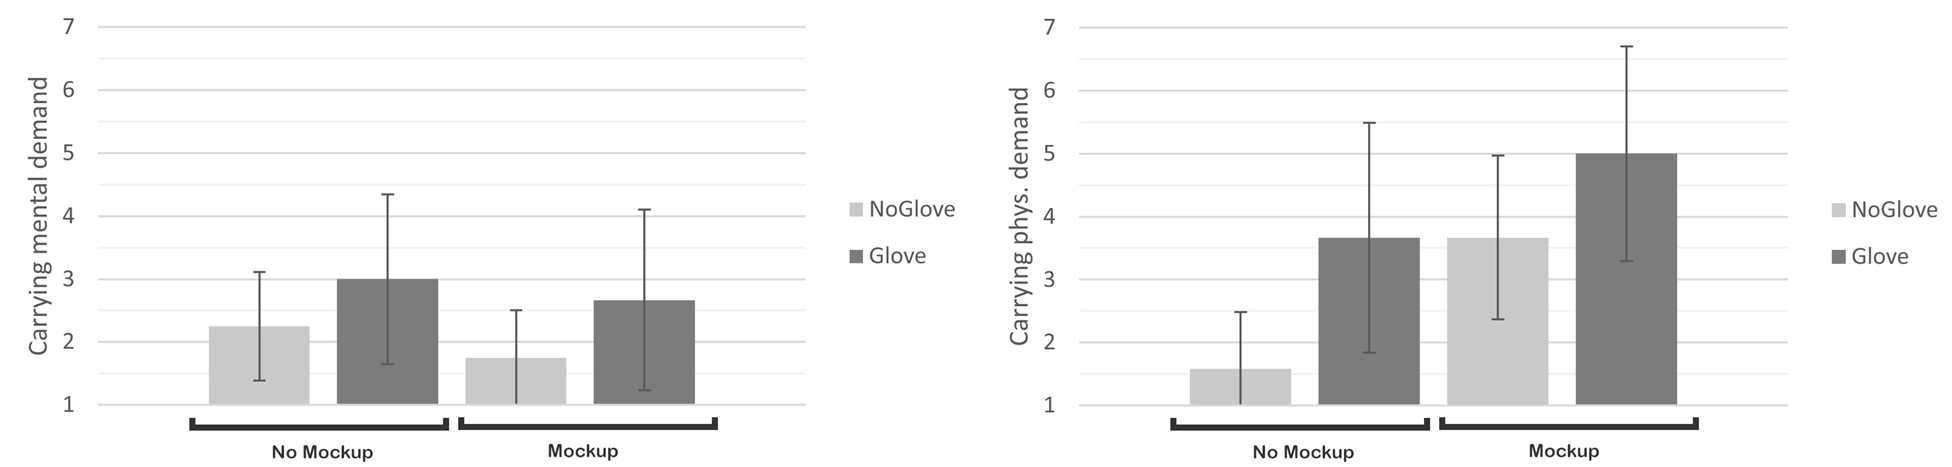 Carrying mental demand
7
6
5
4
3
2
1
No Mockup
Mockup
NoGlove
Glove
Carrying phys. demand
7
6
5
4
3
2
1
No Mockup
Mockup
NoGlove
Glove